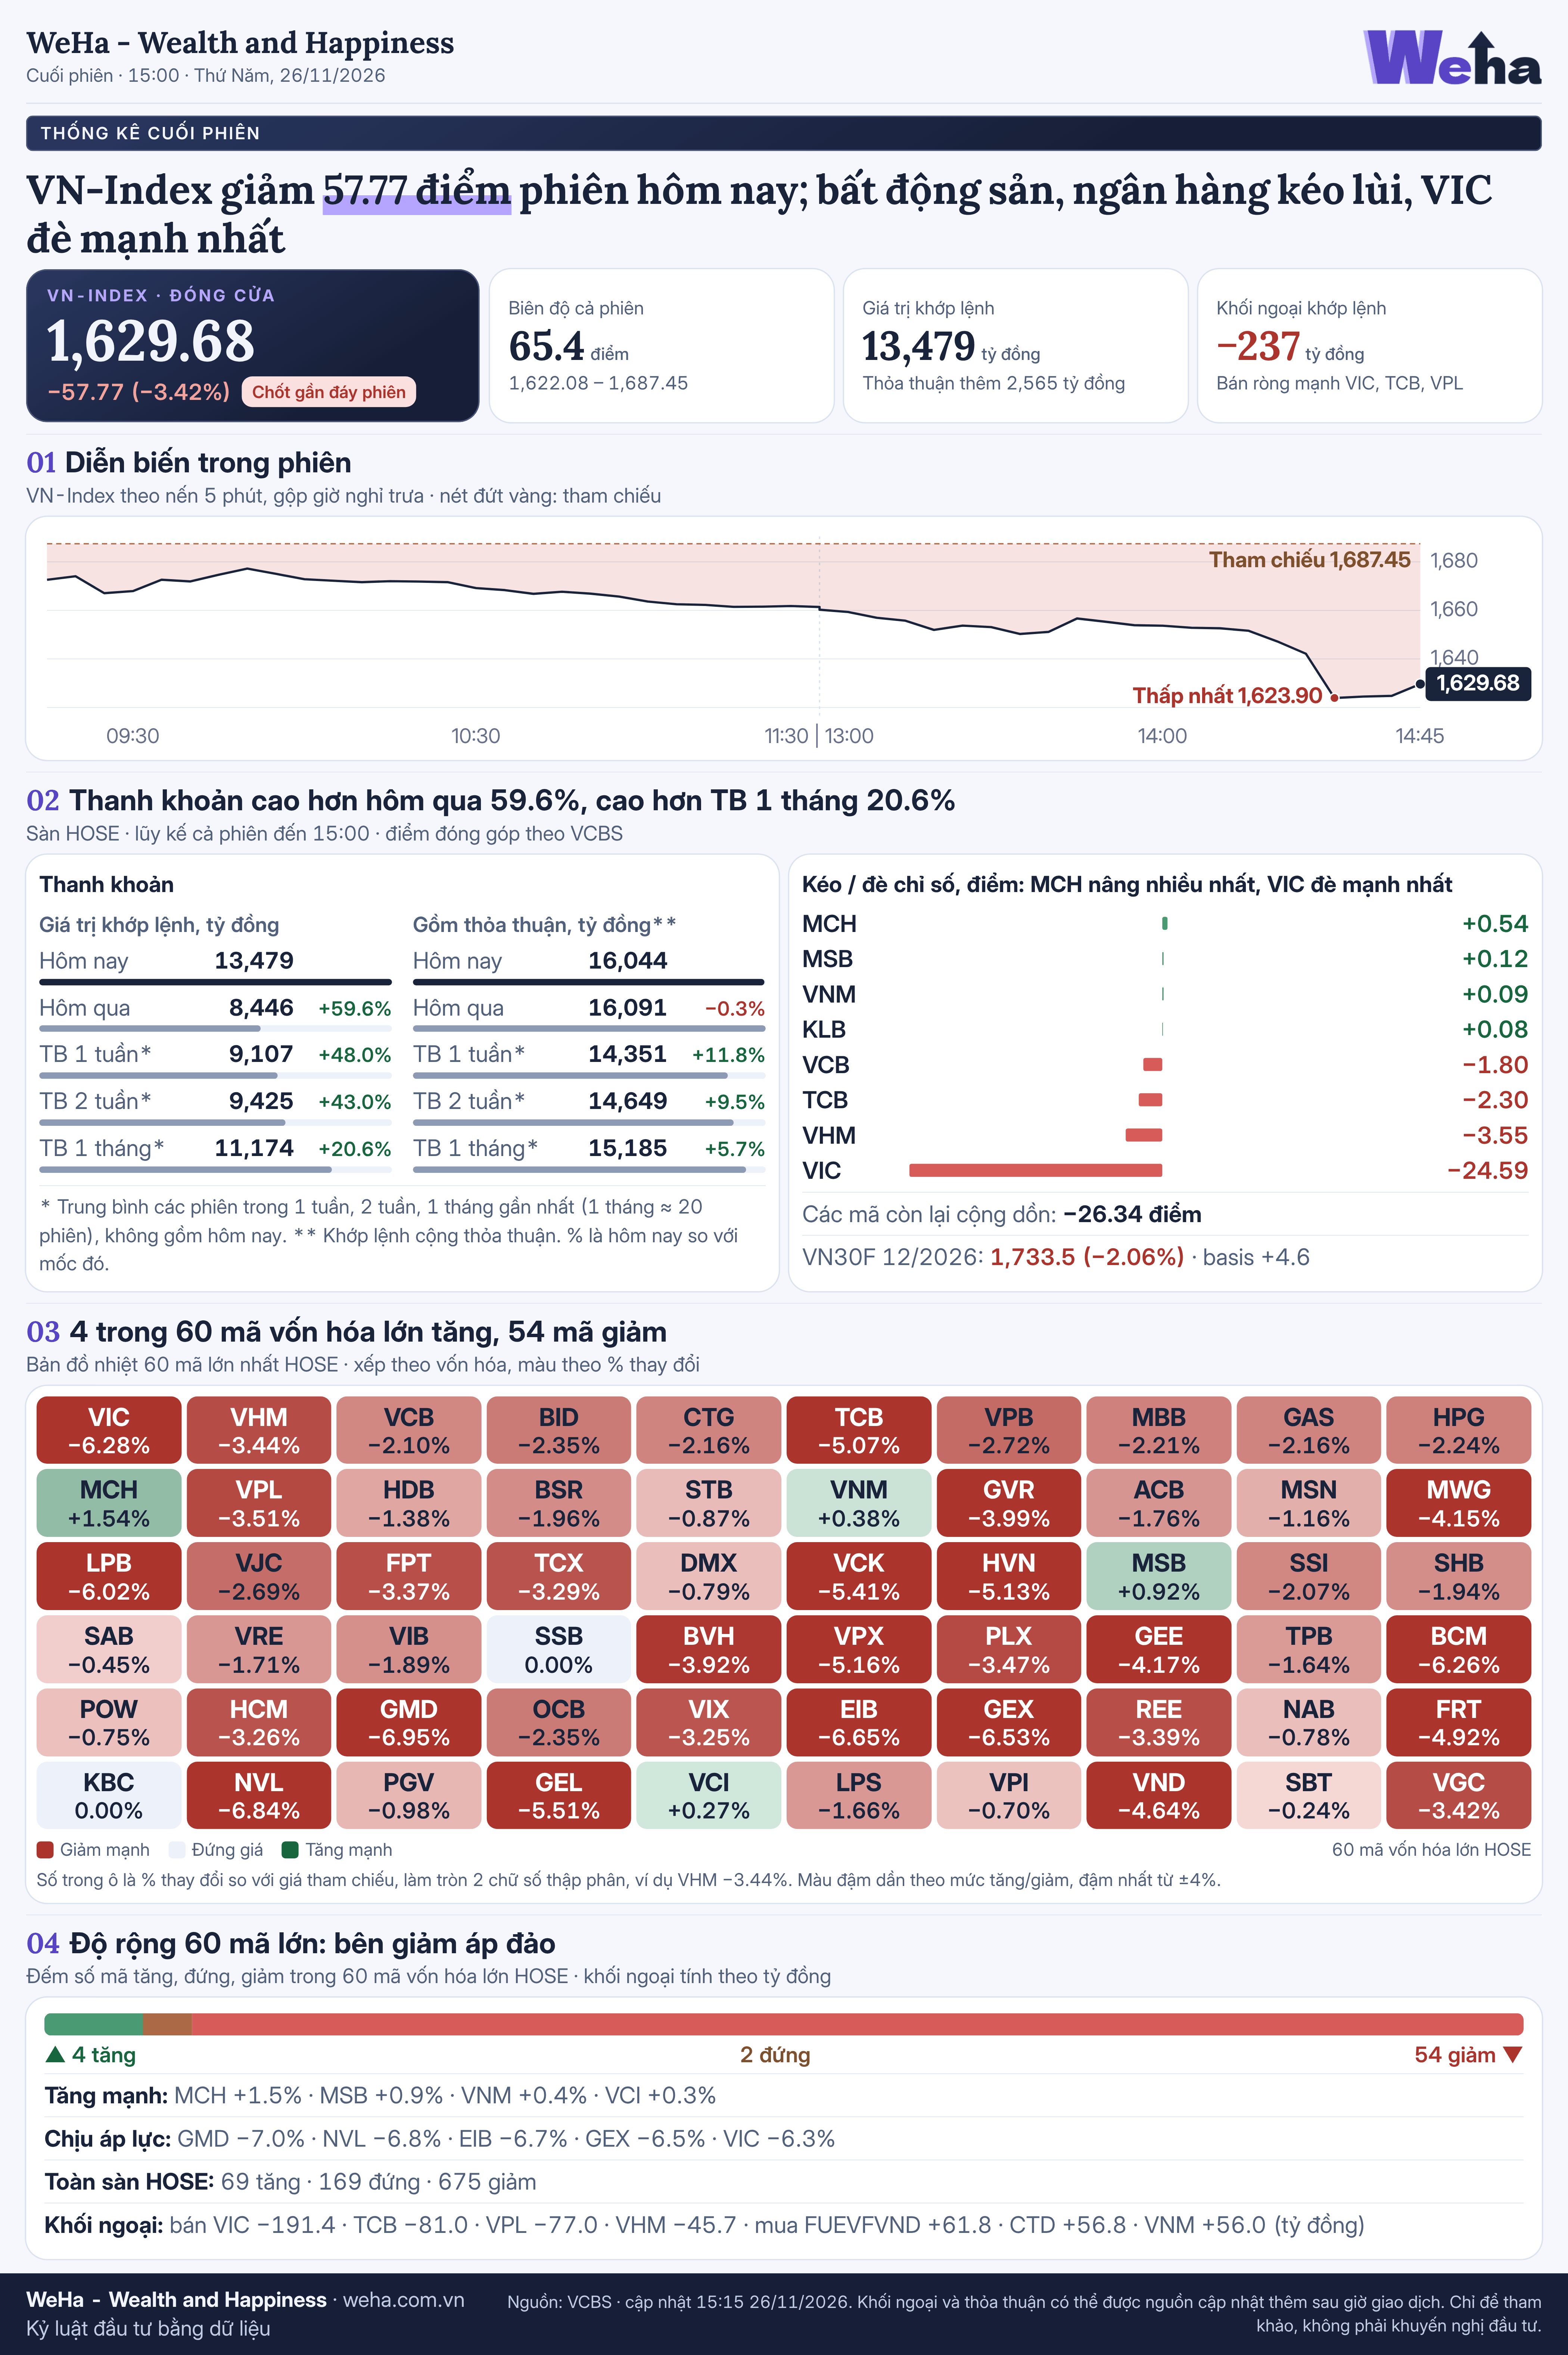 WeHa - Wealth and Happiness
Cuối phiên · 15:00 · Thứ Năm, 26/11/2026
Weha
THỐNG KÊ CUỐI PHIÊN
VN-Index giảm 57.77 điểm phiên hôm nay; bất động sản, ngân hàng kéo lùi, VIC
đè mạnh nhất
VN-INDEX · ĐÓNG CỬA
1,629.68
−57.77 (−3.42%) Chốt gần đáy phiên
Biên độ cả phiên
65.4 điểm
1,622.08 – 1,687.45
Giá trị khớp lệnh
13,479 tỷ đồng
Thỏa thuận thêm 2,565 tỷ đồng
Khối ngoại khớp lệnh
−237 tỷ đồng
Bán ròng mạnh VIC, TCB, VPL
01 Diễn biến trong phiên
VN-Index theo nến 5 phút, gộp giờ nghỉ trưa · nét đứt vàng: tham chiếu
Tham chiếu 1,687.45
1,680
1,660
1,640
1,629.68
Thấp nhất 1,623.90
09:30 10:30 11:30 | 13:00 14:00 14:45
02 Thanh khoản cao hơn hôm qua 59.6%, cao hơn TB 1 tháng 20.6%
Sàn HOSE · lũy kế cả phiên đến 15:00 · điểm đóng góp theo VCBS
Thanh khoản
Giá trị khớp lệnh, tỷ đồng
Hôm nay 13,479
Hôm qua 8,446 +59.6%
TB 1 tuần* 9,107 +48.0%
TB 2 tuần* 9,425 +43.0%
TB 1 tháng* 11,174 +20.6%
Gồm thỏa thuận, tỷ đồng**
Hôm nay 16,044
Hôm qua 16,091 −0.3%
TB 1 tuần* 14,351 +11.8%
TB 2 tuần* 14,649 +9.5%
TB 1 tháng* 15,185 +5.7%
* Trung bình các phiên trong 1 tuần, 2 tuần, 1 tháng gần nhất (1 tháng ≈ 20
phiên), không gồm hôm nay. ** Khớp lệnh cộng thỏa thuận. % là hôm nay so với
mốc đó.
Kéo / đè chỉ số, điểm: MCH nâng nhiều nhất, VIC đè mạnh nhất
MCH +0.54
MSB +0.12
VNM +0.09
KLB +0.08
VCB −1.80
TCB −2.30
VHM −3.55
VIC −24.59
Các mã còn lại cộng dồn: −26.34 điểm
VN30F 12/2026: 1,733.5 (−2.06%) · basis +4.6
03 4 trong 60 mã vốn hóa lớn tăng, 54 mã giảm
Bản đồ nhiệt 60 mã lớn nhất HOSE · xếp theo vốn hóa, màu theo % thay đổi
VIC VHM VCB BID CTG TCB VPB MBB GAS HPG
−6.28% −3.44% −2.10% −2.35% −2.16% −5.07% −2.72% −2.21% −2.16% −2.24%
MCH VPL HDB BSR STB VNM GVR ACB MSN MWG
+1.54% −3.51% −1.38% −1.96% −0.87% +0.38% −3.99% −1.76% −1.16% −4.15%
LPB VJC FPT TCX DMX VCK HVN MSB SSI SHB
−6.02% −2.69% −3.37% −3.29% −0.79% −5.41% −5.13% +0.92% −2.07% −1.94%
SAB VRE VIB SSB BVH VPX PLX GEE TPB BCM
−0.45% −1.71% −1.89% 0.00% −3.92% −5.16% −3.47% −4.17% −1.64% −6.26%
POW HCM GMD OCB VIX EIB GEX REE NAB FRT
−0.75% −3.26% −6.95% −2.35% −3.25% −6.65% −6.53% −3.39% −0.78% −4.92%
KBC NVL PGV GEL VCI LPS VPI VND SBT VGC
0.00% −6.84% −0.98% −5.51% +0.27% −1.66% −0.70% −4.64% −0.24% −3.42%
Giảm mạnh Đứng giá Tăng mạnh 60 mã vốn hóa lớn HOSE
Số trong ô là % thay đổi so với giá tham chiếu, làm tròn 2 chữ số thập phân, ví dụ VHM −3.44%. Màu đậm dần theo mức tăng/giảm, đậm nhất từ ±4%.
04 Độ rộng 60 mã lớn: bên giảm áp đảo
Đếm số mã tăng, đứng, giảm trong 60 mã vốn hóa lớn HOSE · khối ngoại tính theo tỷ đồng
▲ 4 tăng 2 đứng 54 giảm ▼
Tăng mạnh: MCH +1.5% · MSB +0.9% · VNM +0.4% · VCI +0.3%
Chịu áp lực: GMD −7.0% · NVL −6.8% · EIB −6.7% · GEX −6.5% · VIC −6.3%
Toàn sàn HOSE: 69 tăng · 169 đứng · 675 giảm
Khối ngoại: bán VIC −191.4 · TCB −81.0 · VPL −77.0 · VHM −45.7 · mua FUEVFVND +61.8 · CTD +56.8 · VNM +56.0 (tỷ đồng)
WeHa - Wealth and Happiness · weha.com.vn
Kỷ luật đầu tư bằng dữ liệu
Nguồn: VCBS · cập nhật 15:15 26/11/2026. Khối ngoại và thỏa thuận có thể được nguồn cập nhật thêm sau giờ giao dịch. Chỉ để tham
khảo, không phải khuyến nghị đầu tư.